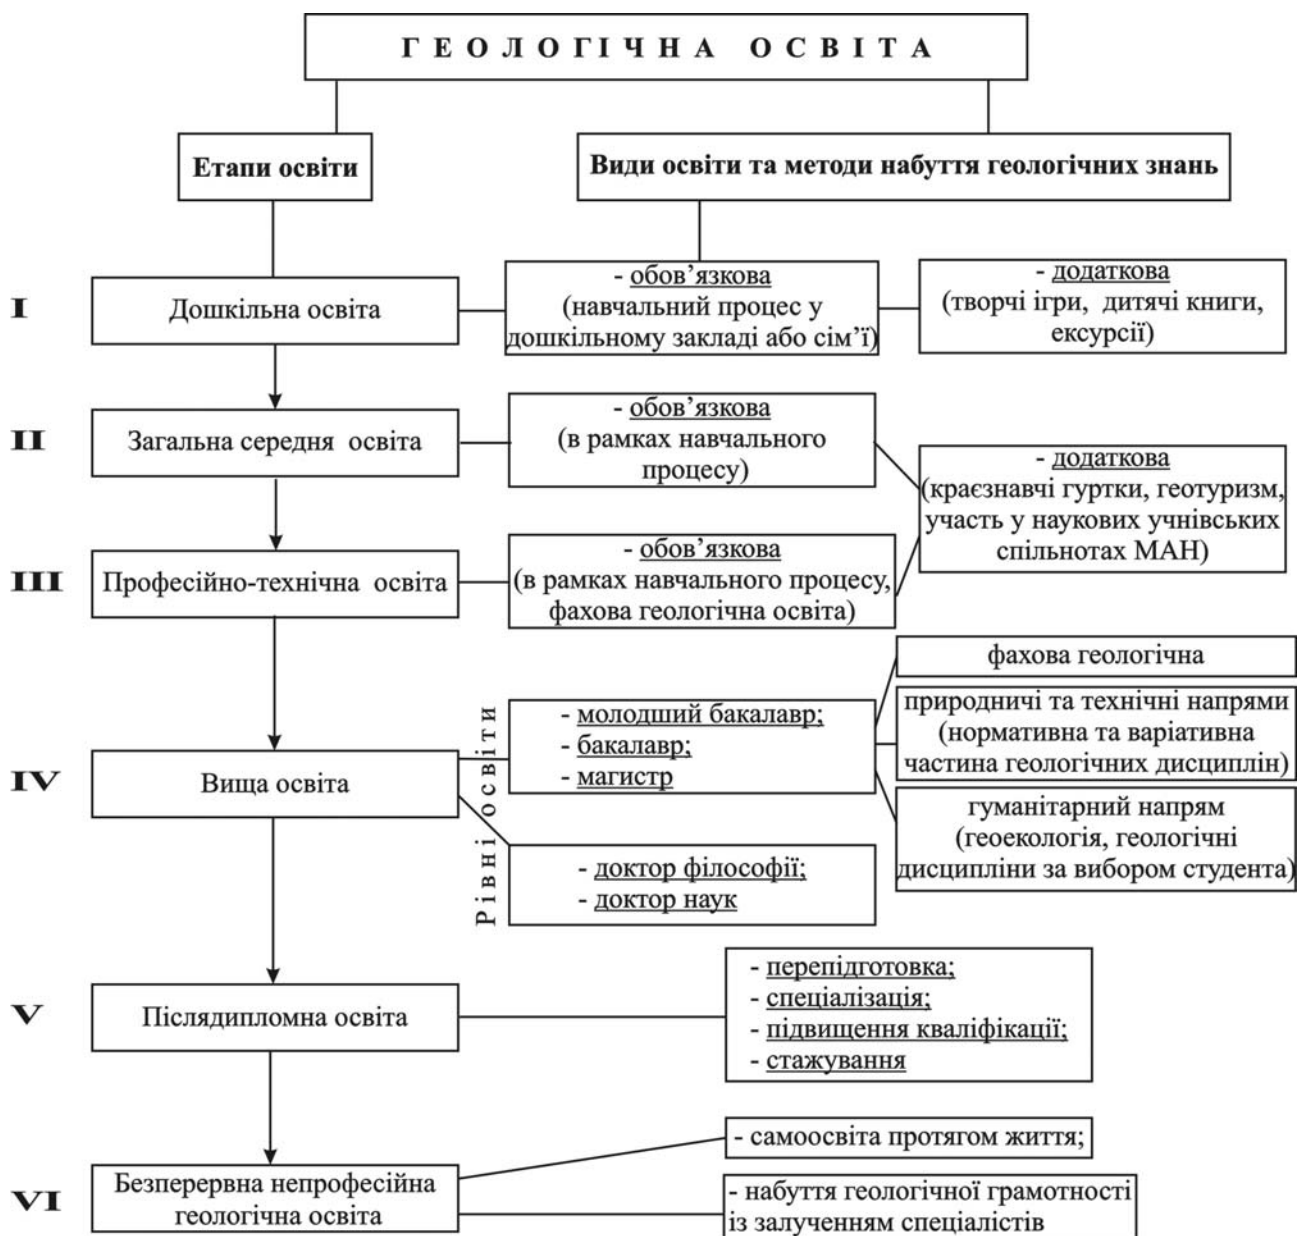 ГЕОЛОГІЧНА ОСВІТА
Етапи освіти
Види освіти та методи набуття геологічних знань
I
Дошкільна освіта
- обов’язкова
(навчальний процес у
дошкільному закладі або сім’ї)
- додаткова
(творчі ігри, дитячі книги,
екскурсії)
II
Загальна середня освіта
- обов’язкова
(в рамках навчального
процесу)
- додаткова
(краєзнавчі гуртки, геотуризм,
участь у наукових учнівських
спільнотах МАН)
III
Професійно-технічна освіта
- обов’язкова
(в рамках навчального процесу,
фахова геологічна освіта)
IV
Вища освіта
Рівні освіти
- молодший бакалавр;
- бакалавр;
- магистр
- доктор філософії;
- доктор наук
фахова геологічна
природничі та технічні напрями
(нормативна та варіативна
частина геологічних дисциплін)
гуманітарний напрям
(геоекологія, геологічні
дисципліни за вибором студента)
V
Післядипломна освіта
- перепідготовка;
- спеціалізація;
- підвищення кваліфікації;
- стажування
VI
Безперервна непрофесійна
геологічна освіта
- самоосвіта протягом життя;
- набуття геологічної грамотності
із залученням спеціалістів